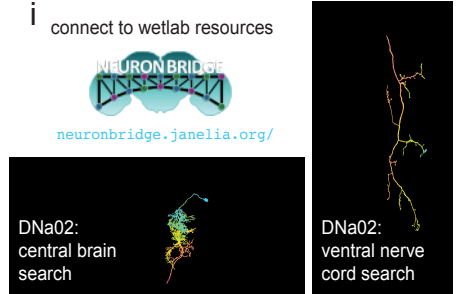 i
connect to wetlab resources
NEURONBRIDGE
neuronbridge.janelia.org/
DNa02:
central brain
search
DNa02:
ventral nerve
cord search